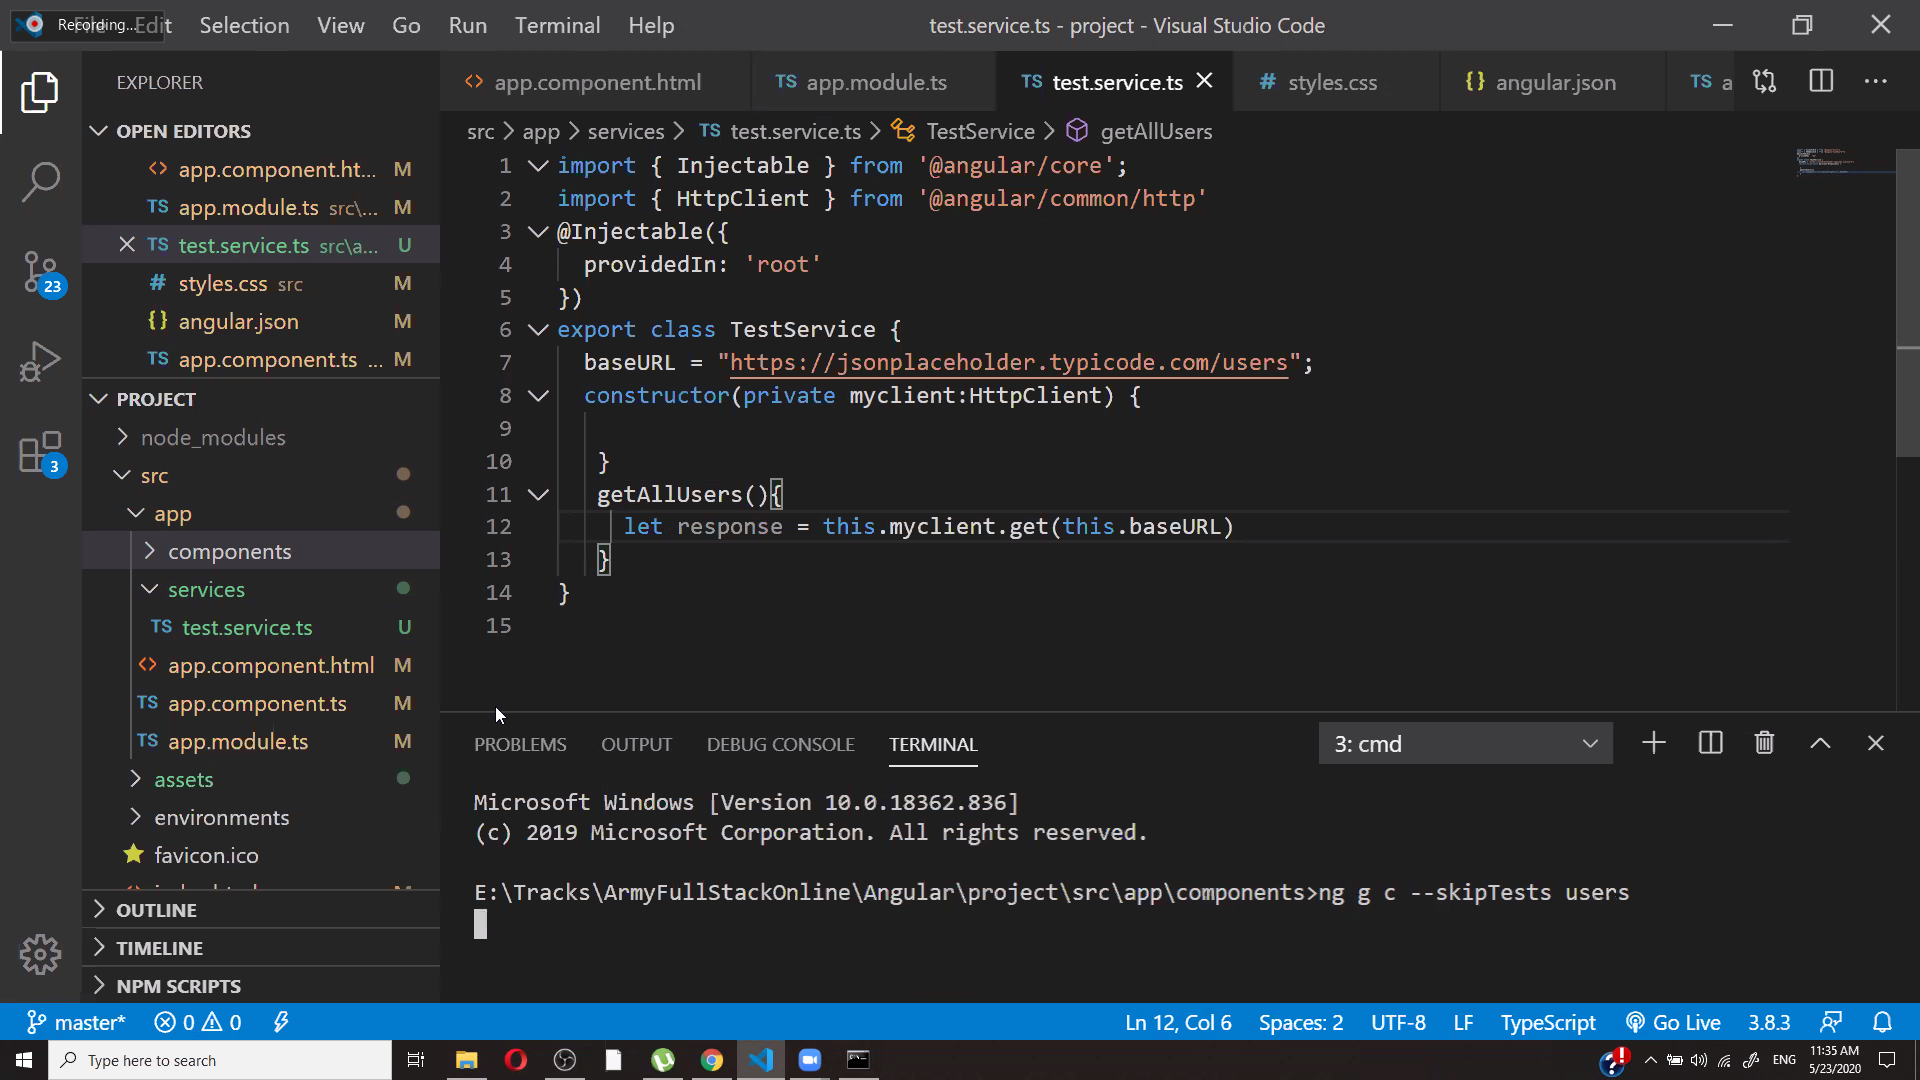 Recording...
File Edit Selection View Go Run Terminal Help
test.service.ts - project - Visual Studio Code
EXPLORER
OPEN EDITORS
app.component.ht... M
app.module.ts src\... M
test.service.ts src\a... U
styles.css src M
angular.json M
app.component.ts ... M
PROJECT
node_modules
src
app
components
services
test.service.ts U
app.component.html M
app.component.ts M
app.module.ts M
assets
environments
favicon.ico
OUTLINE
TIMELINE
NPM SCRIPTS
23
3
app.component.html
TS app.module.ts
TS test.service.ts
# styles.css
{} angular.json
TS a
src > app > services > TS test.service.ts > TestService > getAllUsers
1 import { Injectable } from '@angular/core';
2 import { HttpClient } from '@angular/common/http'
3 @Injectable({
4 providedIn: 'root'
5 })
6 export class TestService {
7 baseURL = "https://jsonplaceholder.typicode.com/users";
8 constructor(private myclient:HttpClient) {
9
10 }
11 getAllUsers(){
12 let response = this.myclient.get(this.baseURL)
13 }
14 }
15
PROBLEMS OUTPUT DEBUG CONSOLE TERMINAL
3: cmd
Microsoft Windows [Version 10.0.18362.836]
(c) 2019 Microsoft Corporation. All rights reserved.
E:\Tracks\ArmyFullStackOnline\Angular\project\src\app\components>ng g c --skipTests users
master* 0 0
Ln 12, Col 6 Spaces: 2 UTF-8 LF TypeScript Go Live 3.8.3
Type here to search
ENG
11:35 AM
5/23/2020